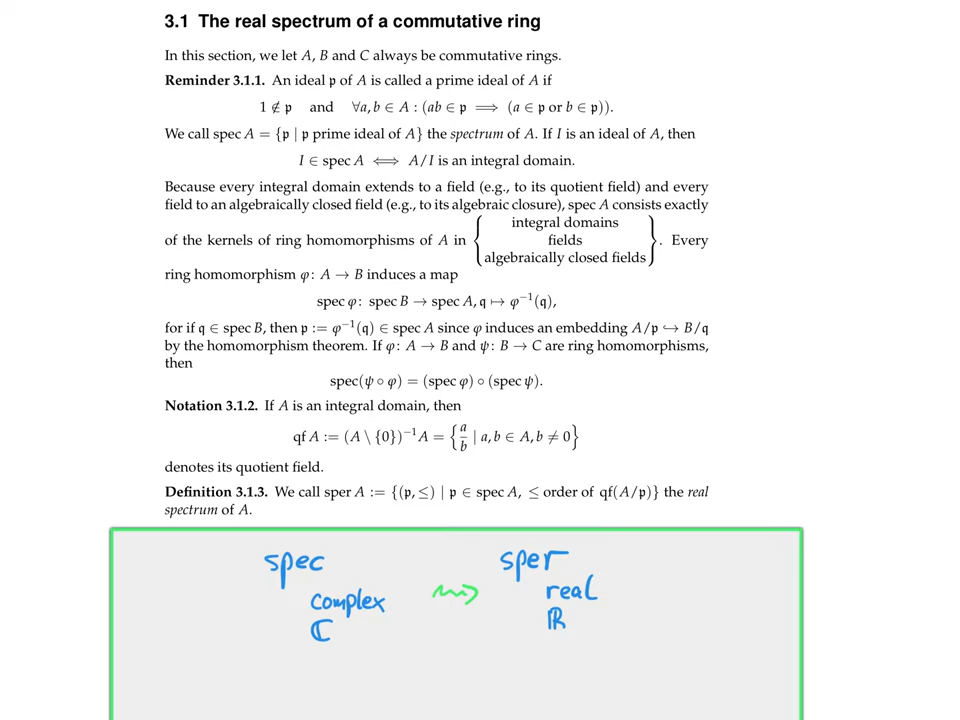 3.1 The real spectrum of a commutative ring
In this section, we let A, B and C always be commutative rings.
Reminder 3.1.1. An ideal 𝔭 of A is called a prime ideal of A if
1 ∉ 𝔭 and ∀a, b ∈ A : (ab ∈ 𝔭 ⟹ (a ∈ 𝔭 or b ∈ 𝔭)).
We call spec A = {𝔭 | 𝔭 prime ideal of A} the spectrum of A. If I is an ideal of A, then
I ∈ spec A ⟺ A/I is an integral domain.
Because every integral domain extends to a field (e.g., to its quotient field) and every
field to an algebraically closed field (e.g., to its algebraic closure), spec A consists exactly
of the kernels of ring homomorphisms of A in { integral domains fields algebraically closed fields }. Every
ring homomorphism φ: A → B induces a map
spec φ: spec B → spec A, 𝔮 ↦ φ⁻¹(𝔮),
for if 𝔮 ∈ spec B, then 𝔭 := φ⁻¹(𝔮) ∈ spec A since φ induces an embedding A/𝔭 ↪ B/𝔮
by the homomorphism theorem. If φ: A → B and ψ: B → C are ring homomorphisms,
then
spec(ψ ∘ φ) = (spec φ) ∘ (spec ψ).
Notation 3.1.2. If A is an integral domain, then
qf A := (A \ {0})⁻¹A = {a/b | a, b ∈ A, b ≠ 0}
denotes its quotient field.
Definition 3.1.3. We call sper A := {(𝔭, ≤) | 𝔭 ∈ spec A, ≤ order of qf(A/𝔭)} the real
spectrum of A.
spec sper
complex ⇝ real
ℂ ℝ